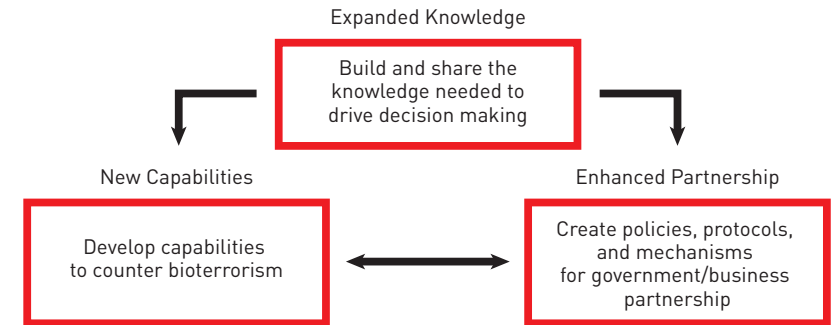 Expanded Knowledge
Build and share the
knowledge needed to
drive decision making
New Capabilities
Develop capabilities
to counter bioterrorism
Enhanced Partnership
Create policies, protocols,
and mechanisms
for government/business
partnership